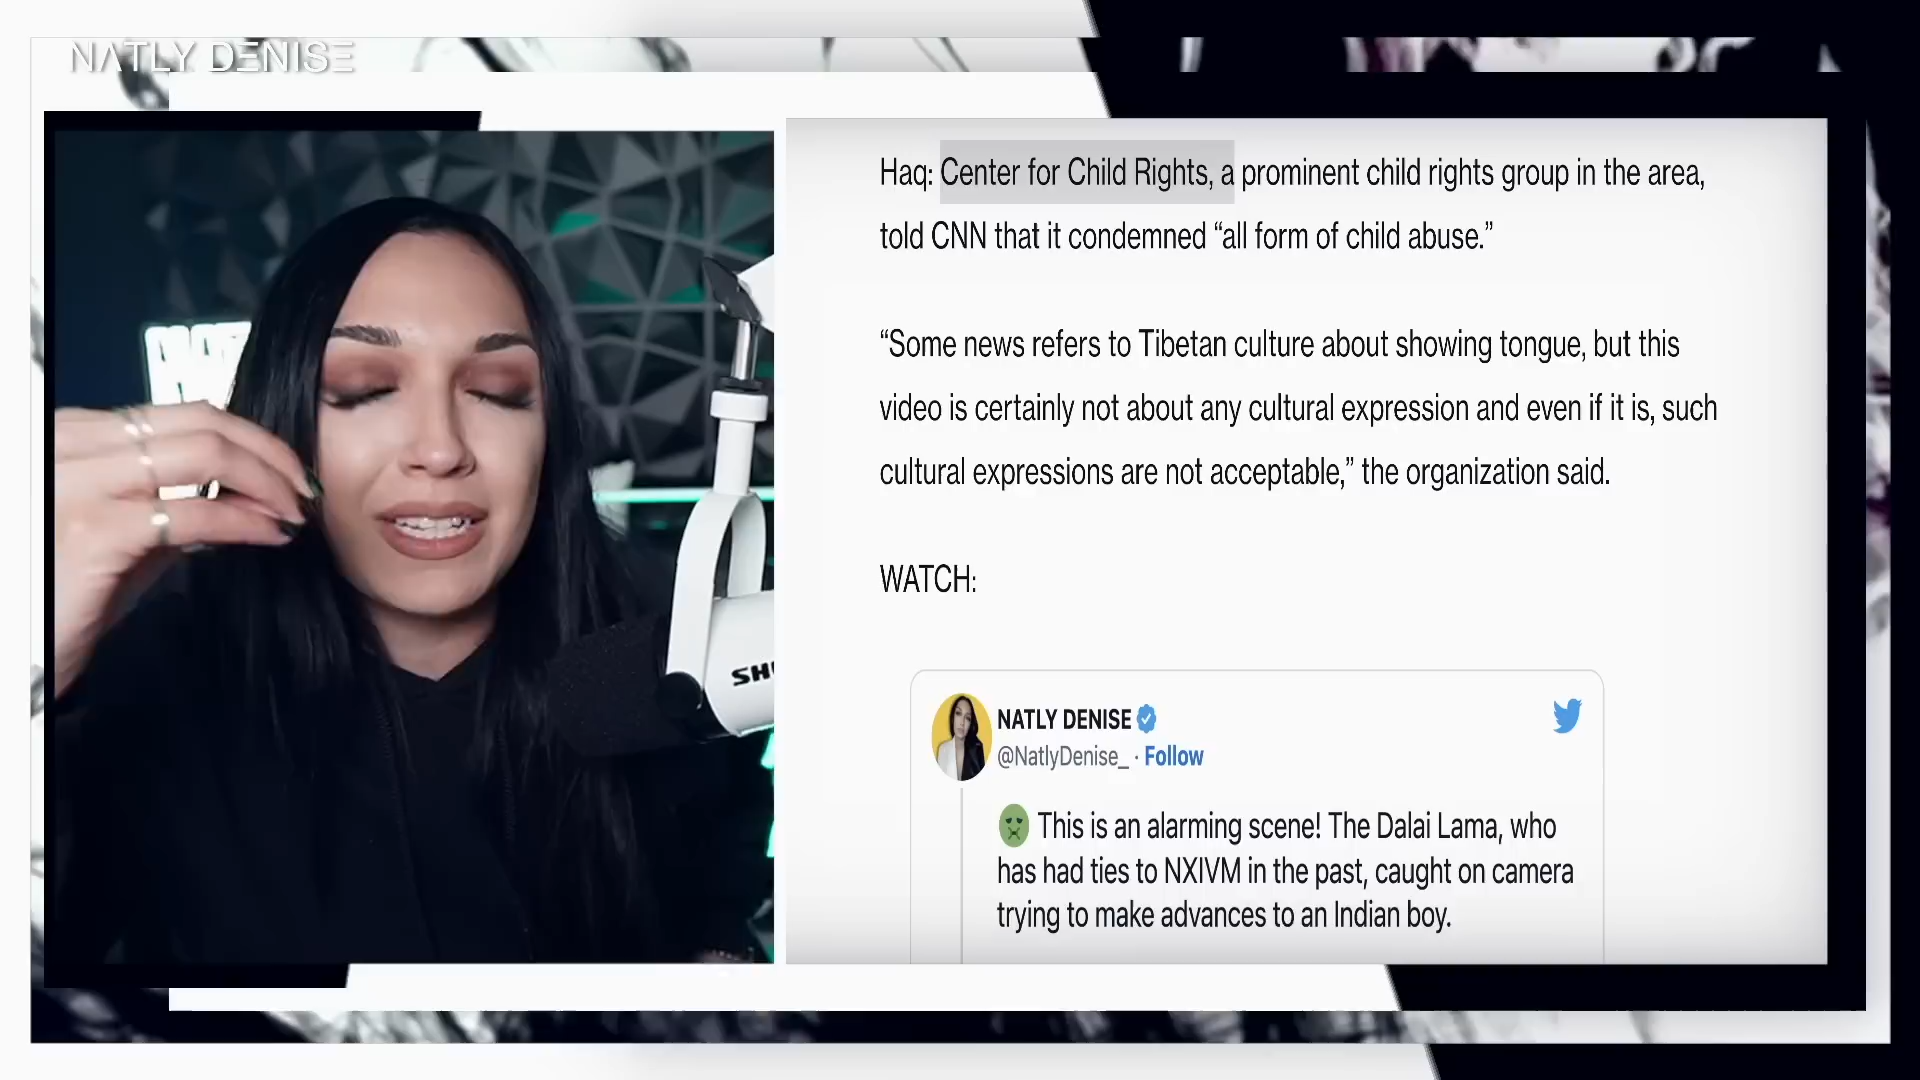 NATLY DENISE
Haq: Center for Child Rights, a prominent child rights group in the area,
told CNN that it condemned “all form of child abuse.”
“Some news refers to Tibetan culture about showing tongue, but this
video is certainly not about any cultural expression and even if it is, such
cultural expressions are not acceptable,” the organization said.
WATCH:
NATLY DENISE
@NatlyDenise_ · Follow
This is an alarming scene! The Dalai Lama, who
has had ties to NXIVM in the past, caught on camera
trying to make advances to an Indian boy.